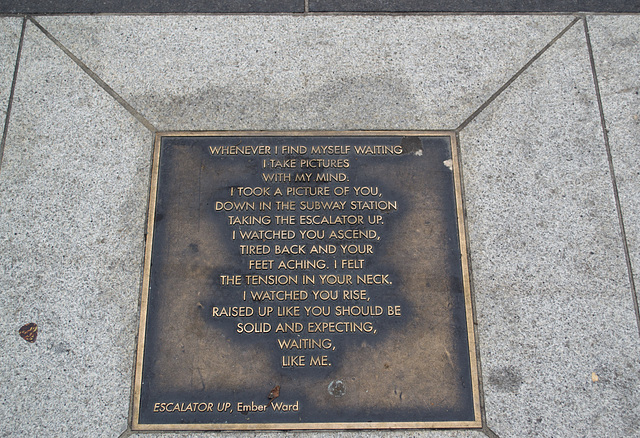 WHENEVER I FIND MYSELF WAITING
I TAKE PICTURES
WITH MY MIND.
I TOOK A PICTURE OF YOU,
DOWN IN THE SUBWAY STATION
TAKING THE ESCALATOR UP.
I WATCHED YOU ASCEND,
TIRED BACK AND YOUR
FEET ACHING. I FELT
THE TENSION IN YOUR NECK.
I WATCHED YOU RISE,
RAISED UP LIKE YOU SHOULD BE
SOLID AND EXPECTING,
WAITING,
LIKE ME.
ESCALATOR UP, Ember Ward